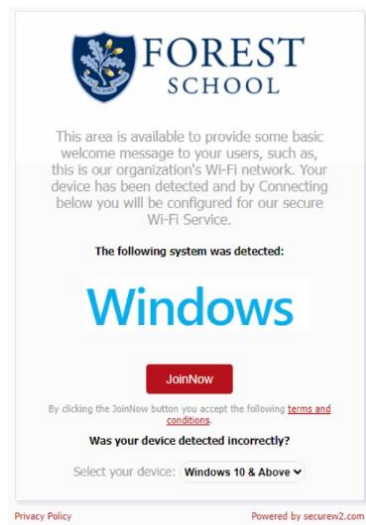 FOREST
SCHOOL
This area is available to provide some basic
welcome message to your users, such as,
this is our organization's Wi-Fi network. Your
device has been detected and by Connecting
below you will be configured for our secure
Wi-Fi Service.
The following system was detected:
Windows
JoinNow
By clicking the JoinNow button you accept the following terms and
conditions.
Was your device detected incorrectly?
Select your device: Windows 10 & Above
Privacy Policy Powered by securew2.com